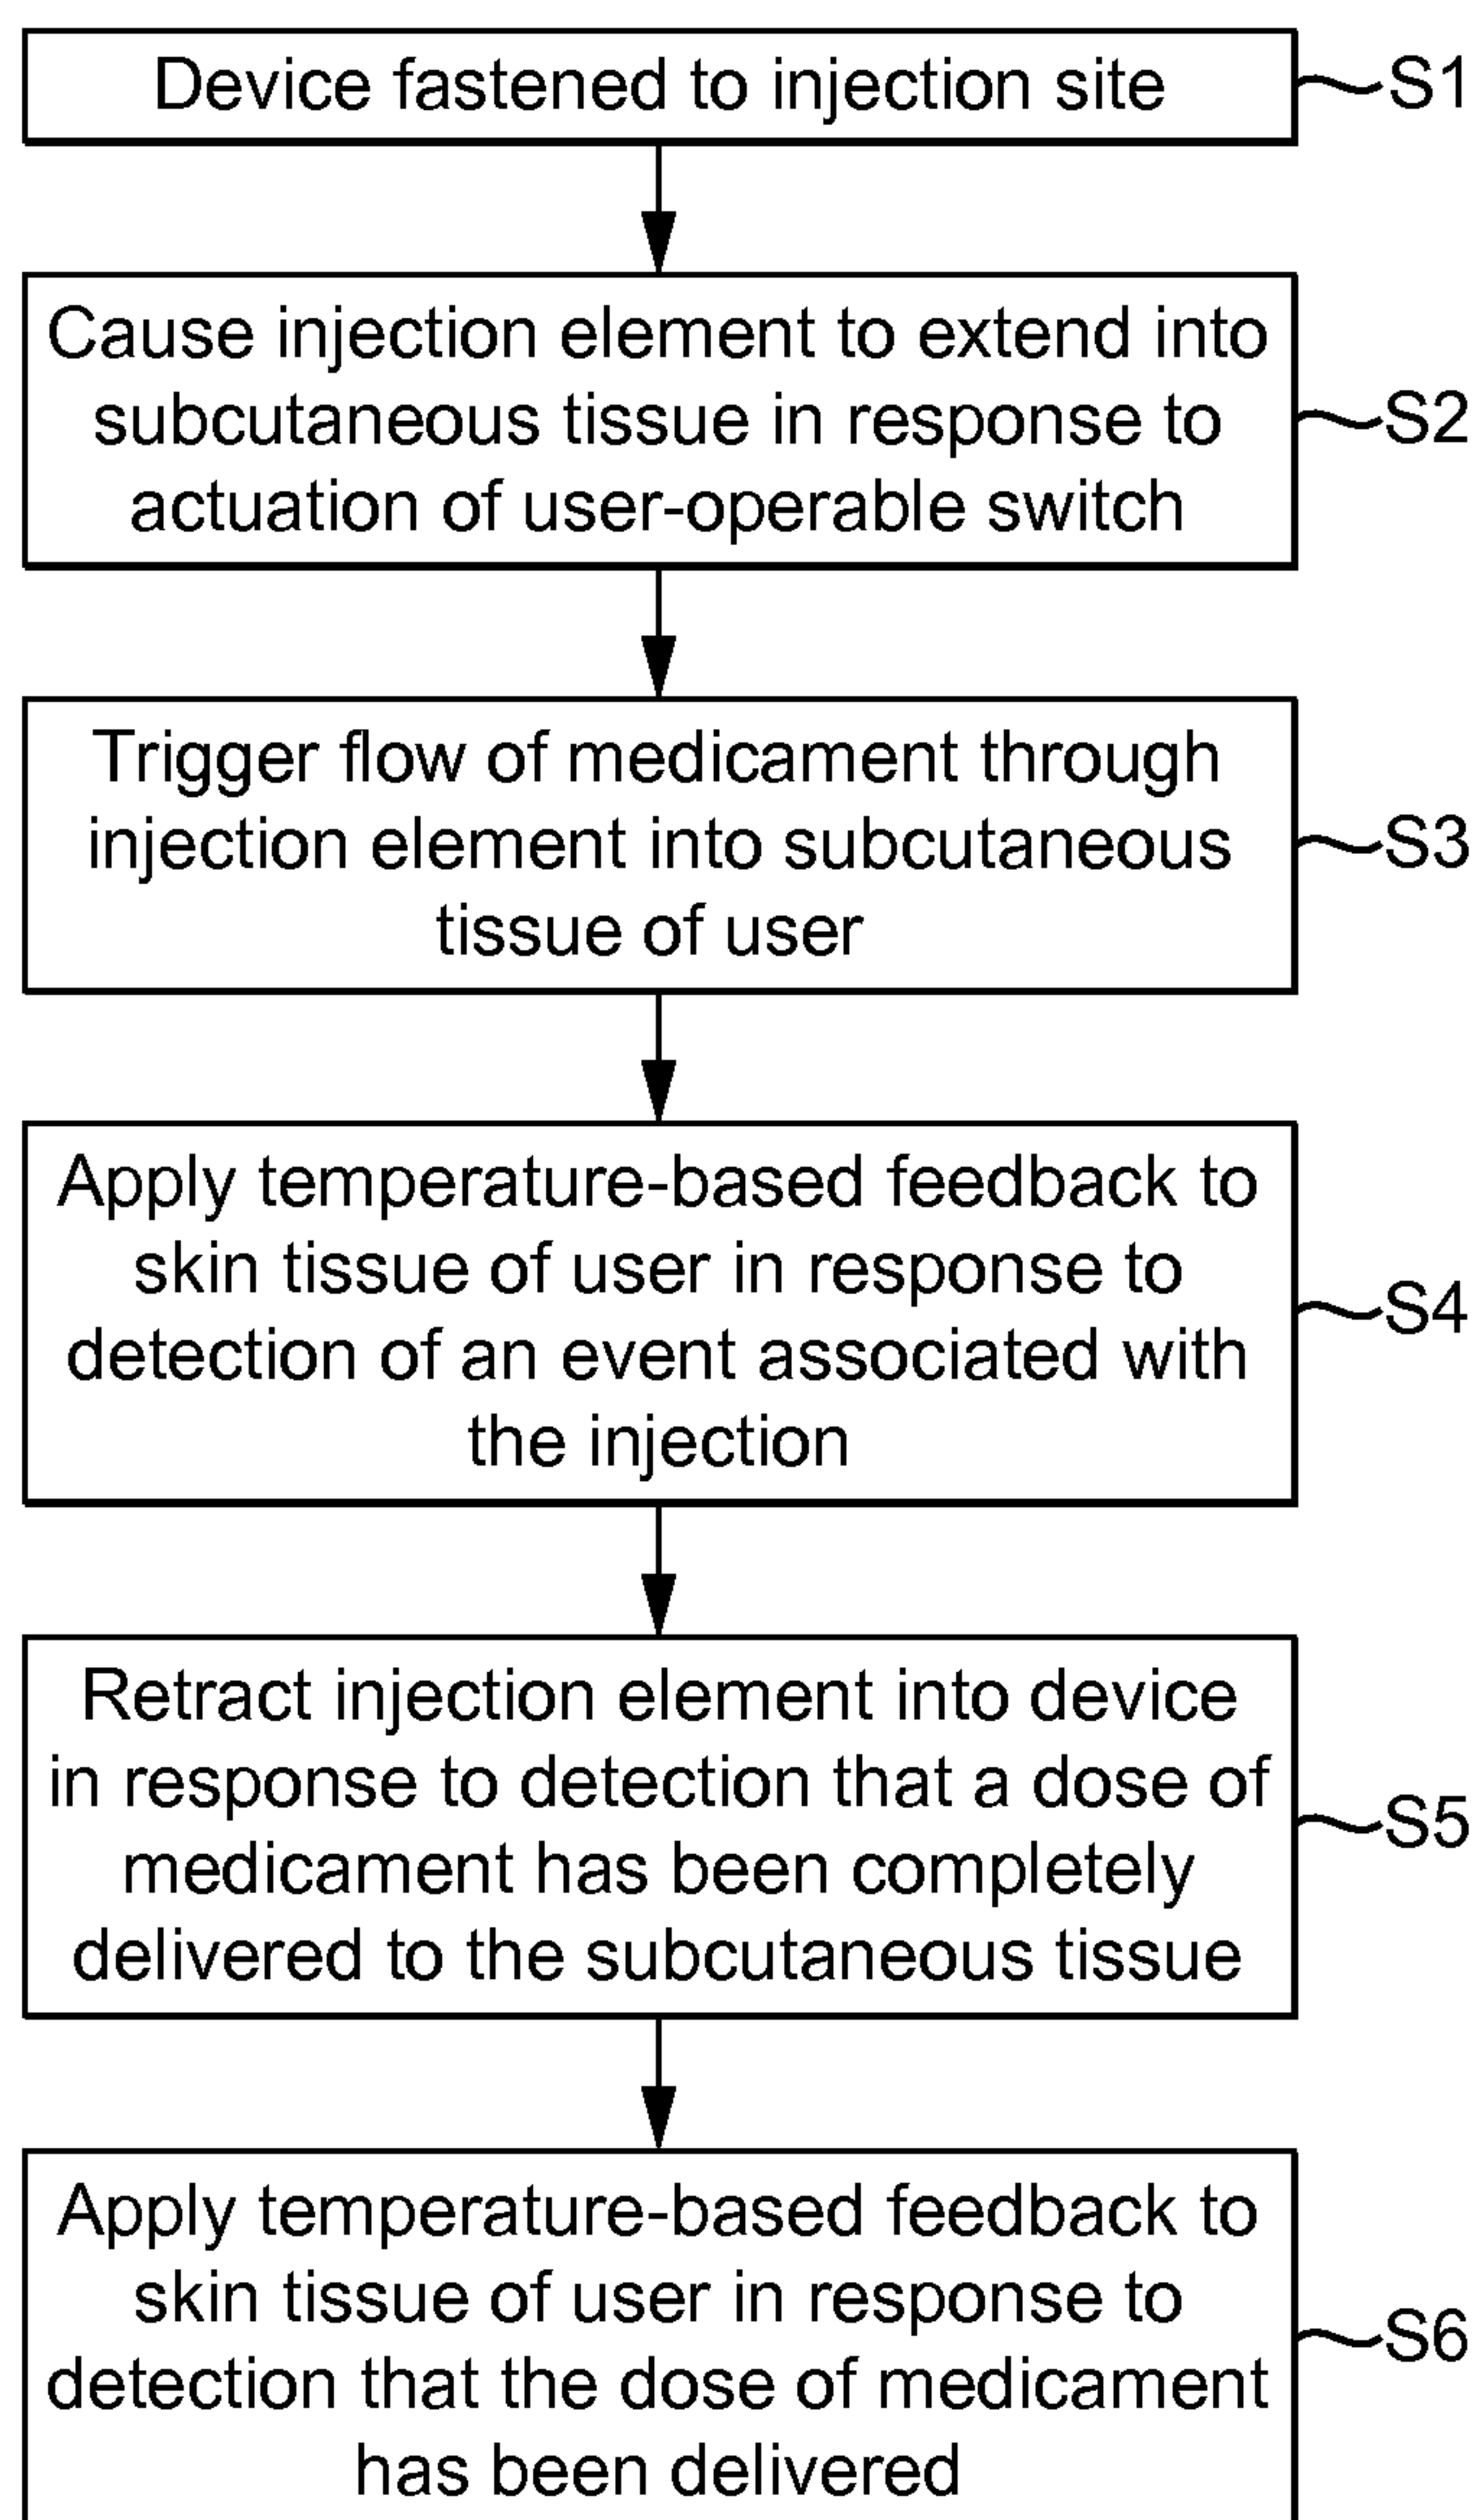 Device fastened to injection site
S1
Cause injection element to extend into
subcutaneous tissue in response to
actuation of user-operable switch
S2
Trigger flow of medicament through
injection element into subcutaneous
tissue of user
S3
Apply temperature-based feedback to
skin tissue of user in response to
detection of an event associated with
the injection
S4
Retract injection element into device
in response to detection that a dose of
medicament has been completely
delivered to the subcutaneous tissue
S5
Apply temperature-based feedback to
skin tissue of user in response to
detection that the dose of medicament
has been delivered
S6